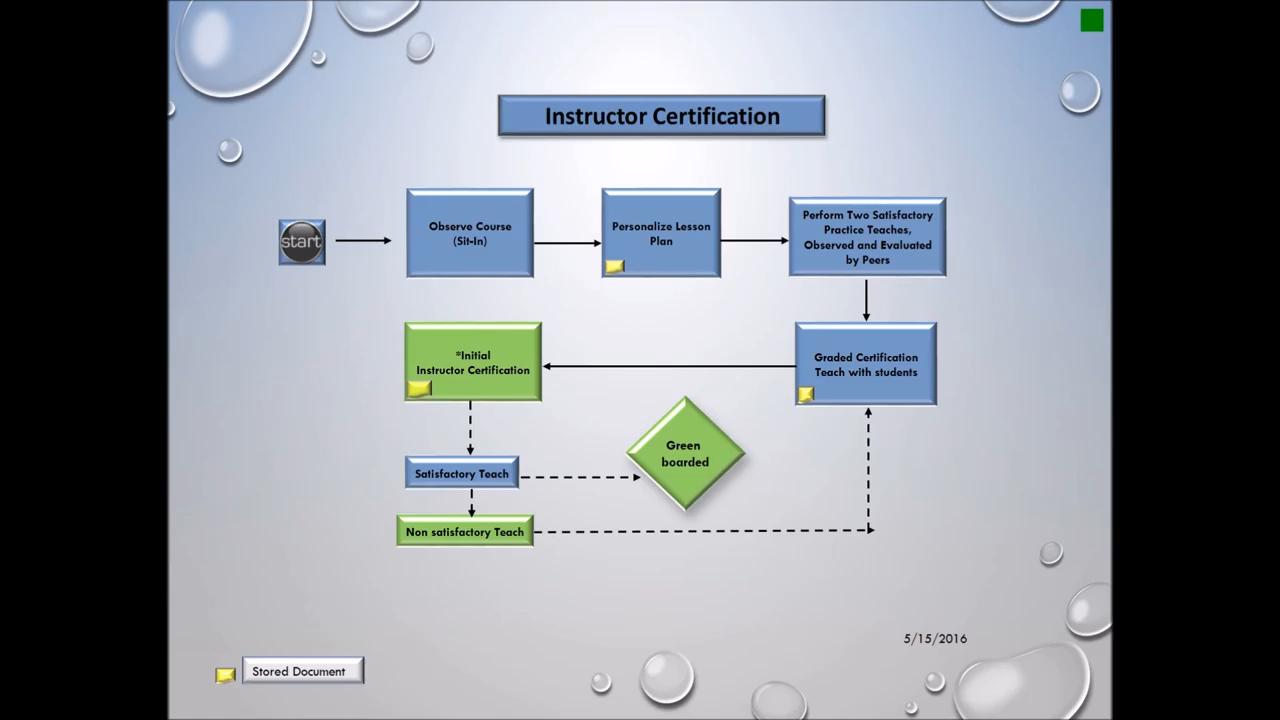 Instructor Certification
start
Observe Course
(Sit-In)
Personalize Lesson
Plan
Perform Two Satisfactory
Practice Teaches,
Observed and Evaluated
by Peers
*Initial
Instructor Certification
Graded Certification
Teach with students
Green
boarded
Satisfactory Teach
Non satisfactory Teach
5/15/2016
Stored Document